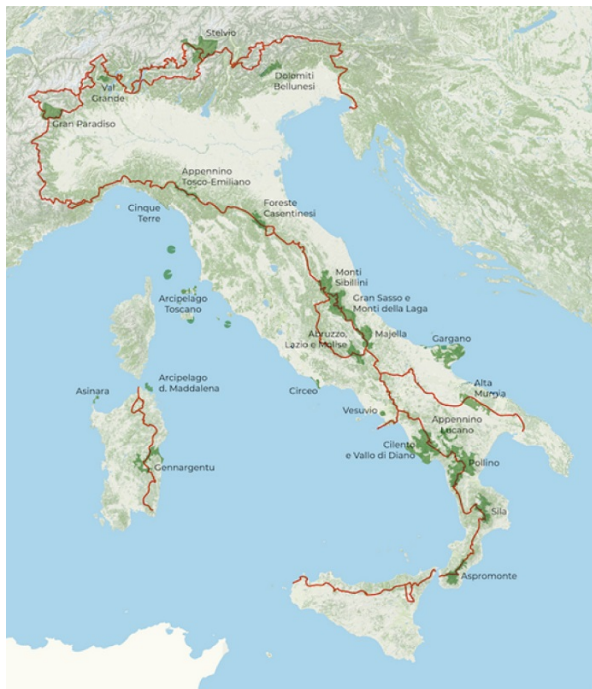 Stelvio
Dolomiti
Bellunesi
Val
Grande
Gran Paradiso
Appennino
Tosco-Emiliano
Cinque
Terre
Foreste
Casentinesi
Monti
Sibillini
Arcipelago
Toscano
Gran Sasso e
Monti della Laga
Abruzzo,
Lazio e Molise
Majella
Gargano
Arcipelago
d. Maddalena
Asinara
Circeo
Alta
Murgia
Vesuvio
Appennino
Lucano
Cilento
e Vallo di Diano
Pollino
Gennargentu
Sila
Aspromonte